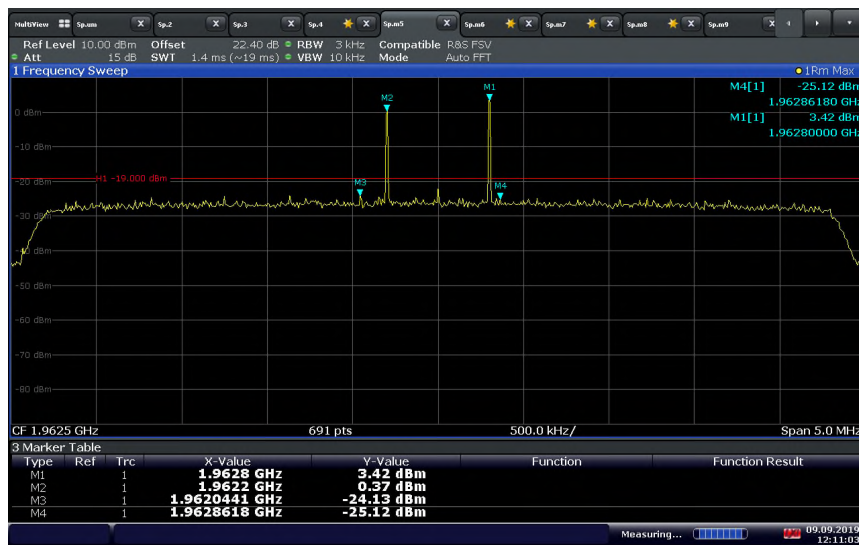 MultiView Sp.um X Sp.2 X Sp.3 X Sp.4 X Sp.m5 X Sp.m6 X Sp.m7 X Sp.m8 X Sp.m9 X
Ref Level 10.00 dBm Offset 22.40 dB RBW 3 kHz Compatible R&S FSV
Att 15 dB SWT 1.4 ms (~19 ms) VBW 10 kHz Mode Auto FFT
1 Frequency Sweep 1Rm Max
M4[1] -25.12 dBm
1.96286180 GHz
M1[1] 3.42 dBm
1.96280000 GHz
M1
M2
0 dBm
-10 dBm
H1 -19.000 dBm
-20 dBm
M3
M4
-30 dBm
-40 dBm
-50 dBm
-60 dBm
-70 dBm
-80 dBm
CF 1.9625 GHz 691 pts 500.0 kHz/ Span 5.0 MHz
3 Marker Table
Type Ref Trc X-Value Y-Value Function Function Result
M1 1 1.9628 GHz 3.42 dBm
M2 1 1.9622 GHz 0.37 dBm
M3 1 1.9620441 GHz -24.13 dBm
M4 1 1.9628618 GHz -25.12 dBm
Measuring... 09.09.2019
12:11:03